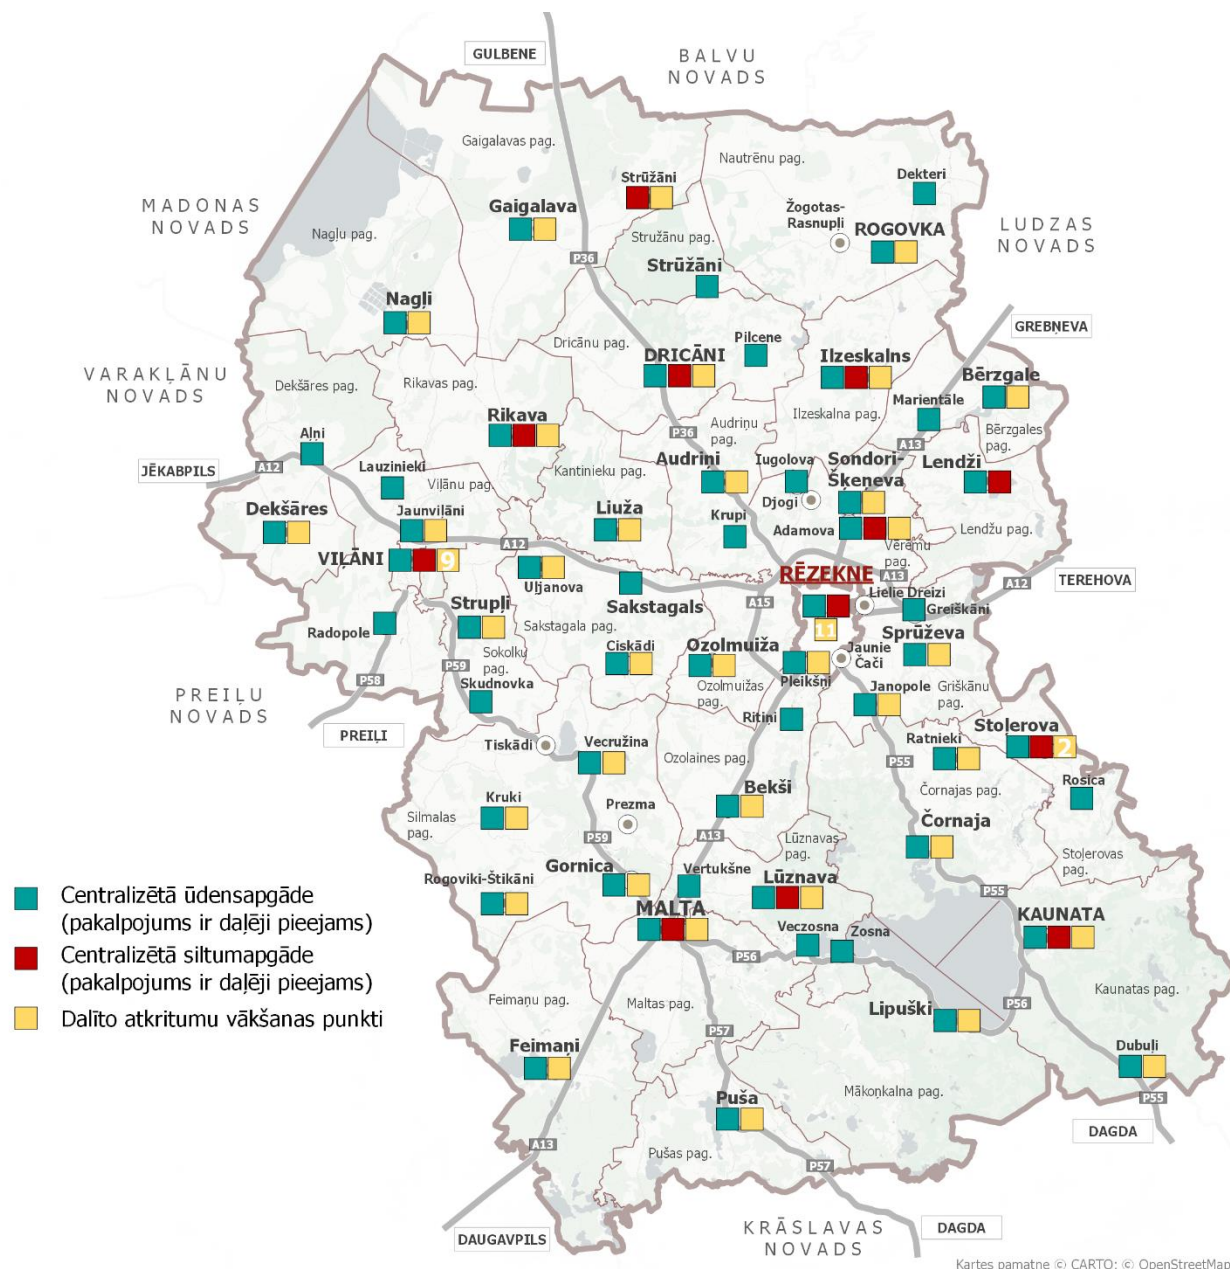 GULBENE
BALVU
NOVADS
Gaigalavas pag.
Nautrēnu pag.
Strūžāni
Dekteri
MADONAS
NOVADS
Gaigalava
Žogotas-
Rasnupļi
ROGOVKA
LUDZAS
NOVADS
Nagļu pag.
Stružānu pag.
P36
Strūžāni
Nagļi
GREBŅEVA
Dricānu pag.
Pilcene
DRICĀNI
Ilzeskalns
VARAKĻĀNU
NOVADS
Dekšāres pag.
Rikavas pag.
Bērzgale
Marientāle
Ilzeskalna pag.
Rikava
Audriņu
pag.
Bērzgales
pag.
P36
A13
Aļņi
JĒKABPILS
A12
Lauzinieki
Viļānu pag.
Kantinieku pag.
Audriņi
Iugolova
Sondori-
Šķeņeva
Lendži
Djogi
Dekšāres
Jaunviļāni
Liuža
Krupi
Adamova
Lendžu pag.
Vērēmu
pag.
VIĻĀNI
9
A12
Uļjanova
RĒZEKNE
A13
A12
TEREHOVA
Sakstagals
A15
Lielie Dreizi
Greiškāni
Radopole
Strupļi
Sakstagala pag.
11
Sokolku
pag.
Ciskādi
Ozolmuiža
Jaunie
Čači
Sprūževa
P59
P58
Skudnovka
Ozolmuižas
pag.
Pleikšņi
Janopole
Griškānu
pag.
PREIĻU
NOVADS
PREIĻI
Ritiņi
Stoļerova
2
Tiskādi
Vecružina
Ozolaines pag.
Ratnieki
P55
Rosica
Čornajas pag.
Kruki
Prezma
Bekši
Silmalas
pag.
Čornaja
P59
A13
Lūznavas
pag.
Stoļerovas
pag.
Gornica
Vertukšne
Rogoviki-Štikāni
Lūznava
P55
Centralizētā ūdensapgāde
(pakalpojums ir daļēji pieejams)
MALTA
KAUNATA
Veczosna
Zosna
Centralizētā siltumapgāde
(pakalpojums ir daļēji pieejams)
P56
Kaunatas
pag.
Feimaņu pag.
Maltas pag.
P56
Lipuški
Dalīto atkritumu vākšanas punkti
P57
Feimaņi
Dubuļi
Mākoņkalna pag.
Puša
P55
DAGDA
A13
Pušas pag.
P57
KRĀSLAVAS
NOVADS
DAGDA
DAUGAVPILS
Kartes pamatne © CARTO; © OpenStreetMap